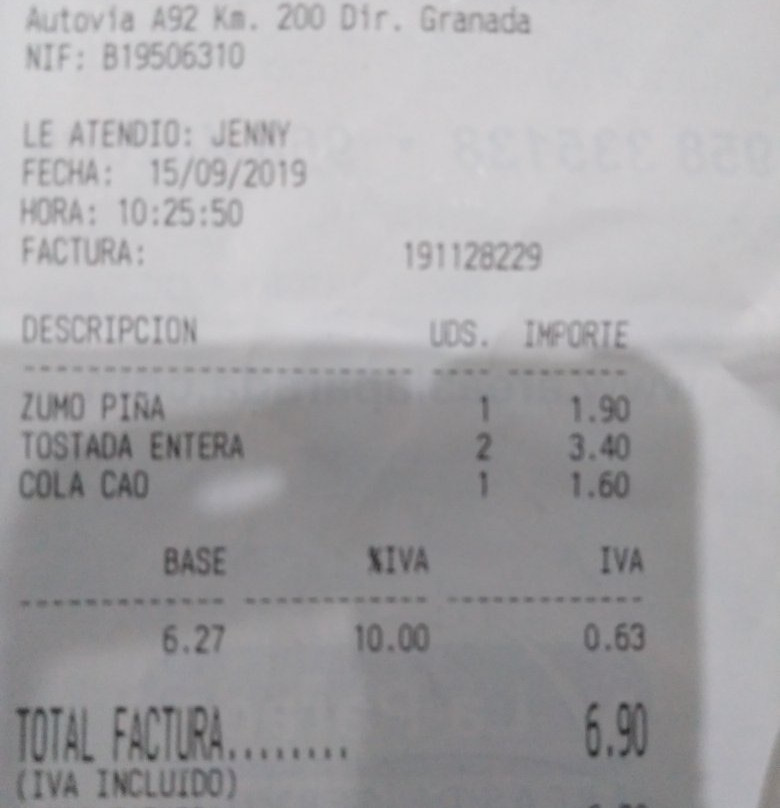 Autovia A92 Km. 200 Dir. Granada
NIF: B19506310
LE ATENDIO: JENNY
FECHA: 15/09/2019
HORA: 10:25:50
FACTURA: 191128229
DESCRIPCION UDS. IMPORTE
ZUMO PIÑA 1 1.90
TOSTADA ENTERA 2 3.40
COLA CAO 1 1.60
BASE %IVA IVA
6.27 10.00 0.63
TOTAL FACTURA........ 6.90
(IVA INCLUIDO)